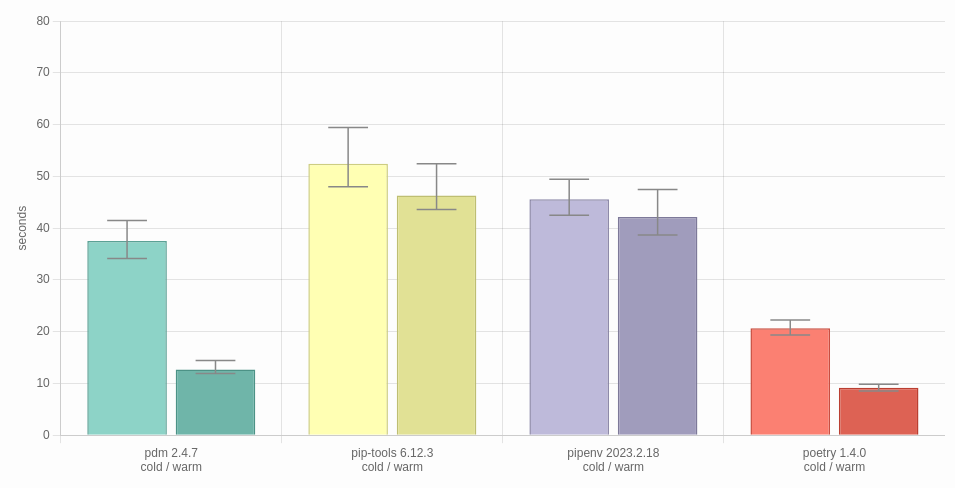 80
70
60
50
40
30
20
10
0
seconds
pdm 2.4.7
cold / warm
pip-tools 6.12.3
cold / warm
pipenv 2023.2.18
cold / warm
poetry 1.4.0
cold / warm